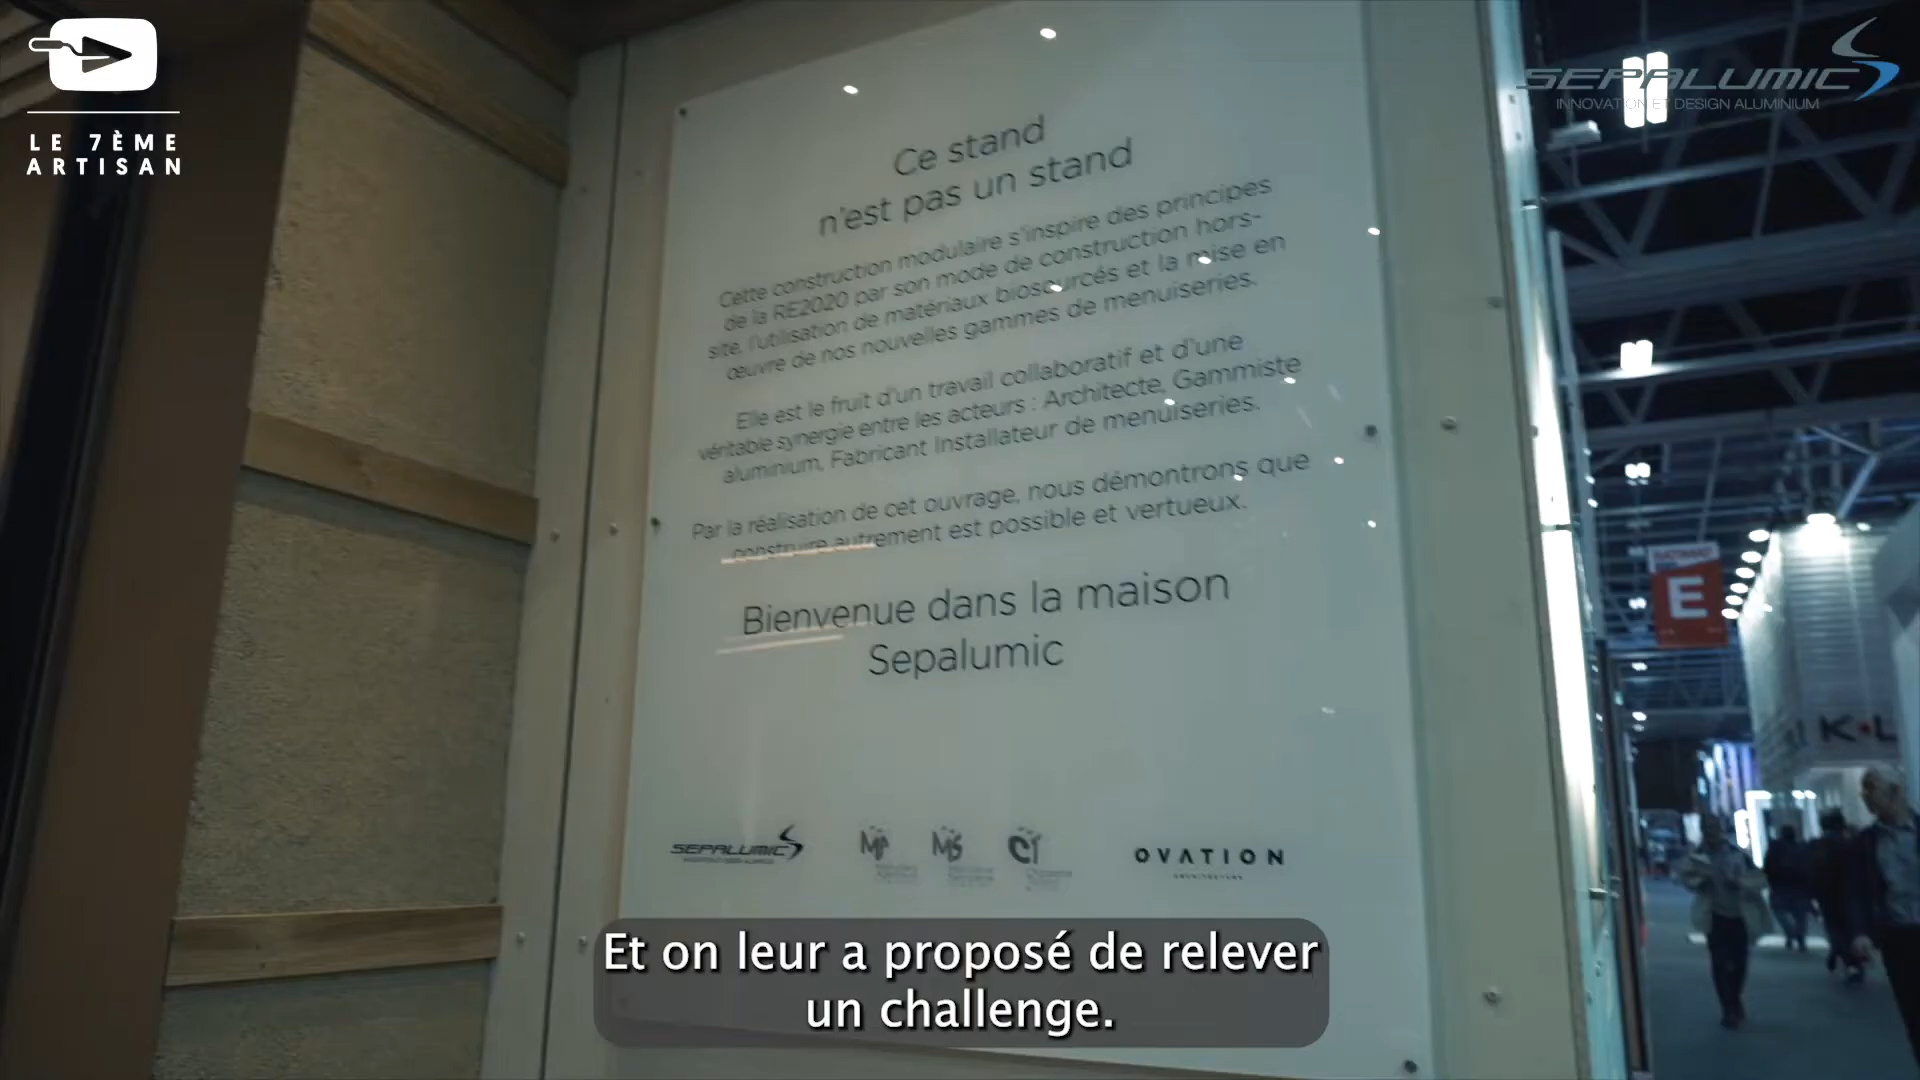 LE 7ÈME
ARTISAN
SEPALUMIC
INNOVATION ET DESIGN ALUMINIUM
Ce stand
n'est pas un stand
Cette construction modulaire s'inspire des principes
de la RE2020 par son mode de construction hors-
site, l'utilisation de matériaux biosourcés et la mise en
œuvre de nos nouvelles gammes de menuiseries.
Elle est le fruit d'un travail collaboratif et d'une
véritable synergie entre les acteurs : Architecte, Gammiste
aluminium, Fabricant Installateur de menuiseries.
Par la réalisation de cet ouvrage, nous démontrons que
construire autrement est possible et vertueux.
Bienvenue dans la maison
Sepalumic
SEPALUMIC
MA
MS
CY
OVATION
ARCHITECTURE
E
K•L
Et on leur a proposé de relever
un challenge.